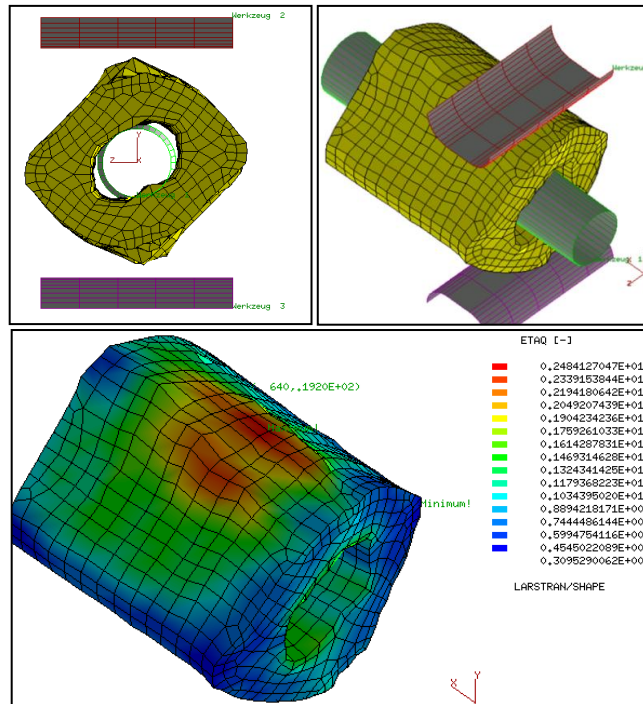 Werkzeug 2
Y
Z
X
Werkzeug 3
Werkzeug
Werkzeug 1
X
Z
ETAQ [-]
640,.1920E+02)
Minimum!
0.2484127047E+01
0.2339153844E+01
0.2194180642E+01
0.2049207439E+01
0.1904234236E+01
0.1759261033E+01
0.1614287831E+01
0.1469314628E+01
0.1324341425E+01
0.1179368223E+01
0.1034395020E+01
0.8894218171E+00
0.7444486144E+00
0.5994754116E+00
0.4545022089E+00
0.3095290062E+00
LARSTRAN/SHAPE
X
Y